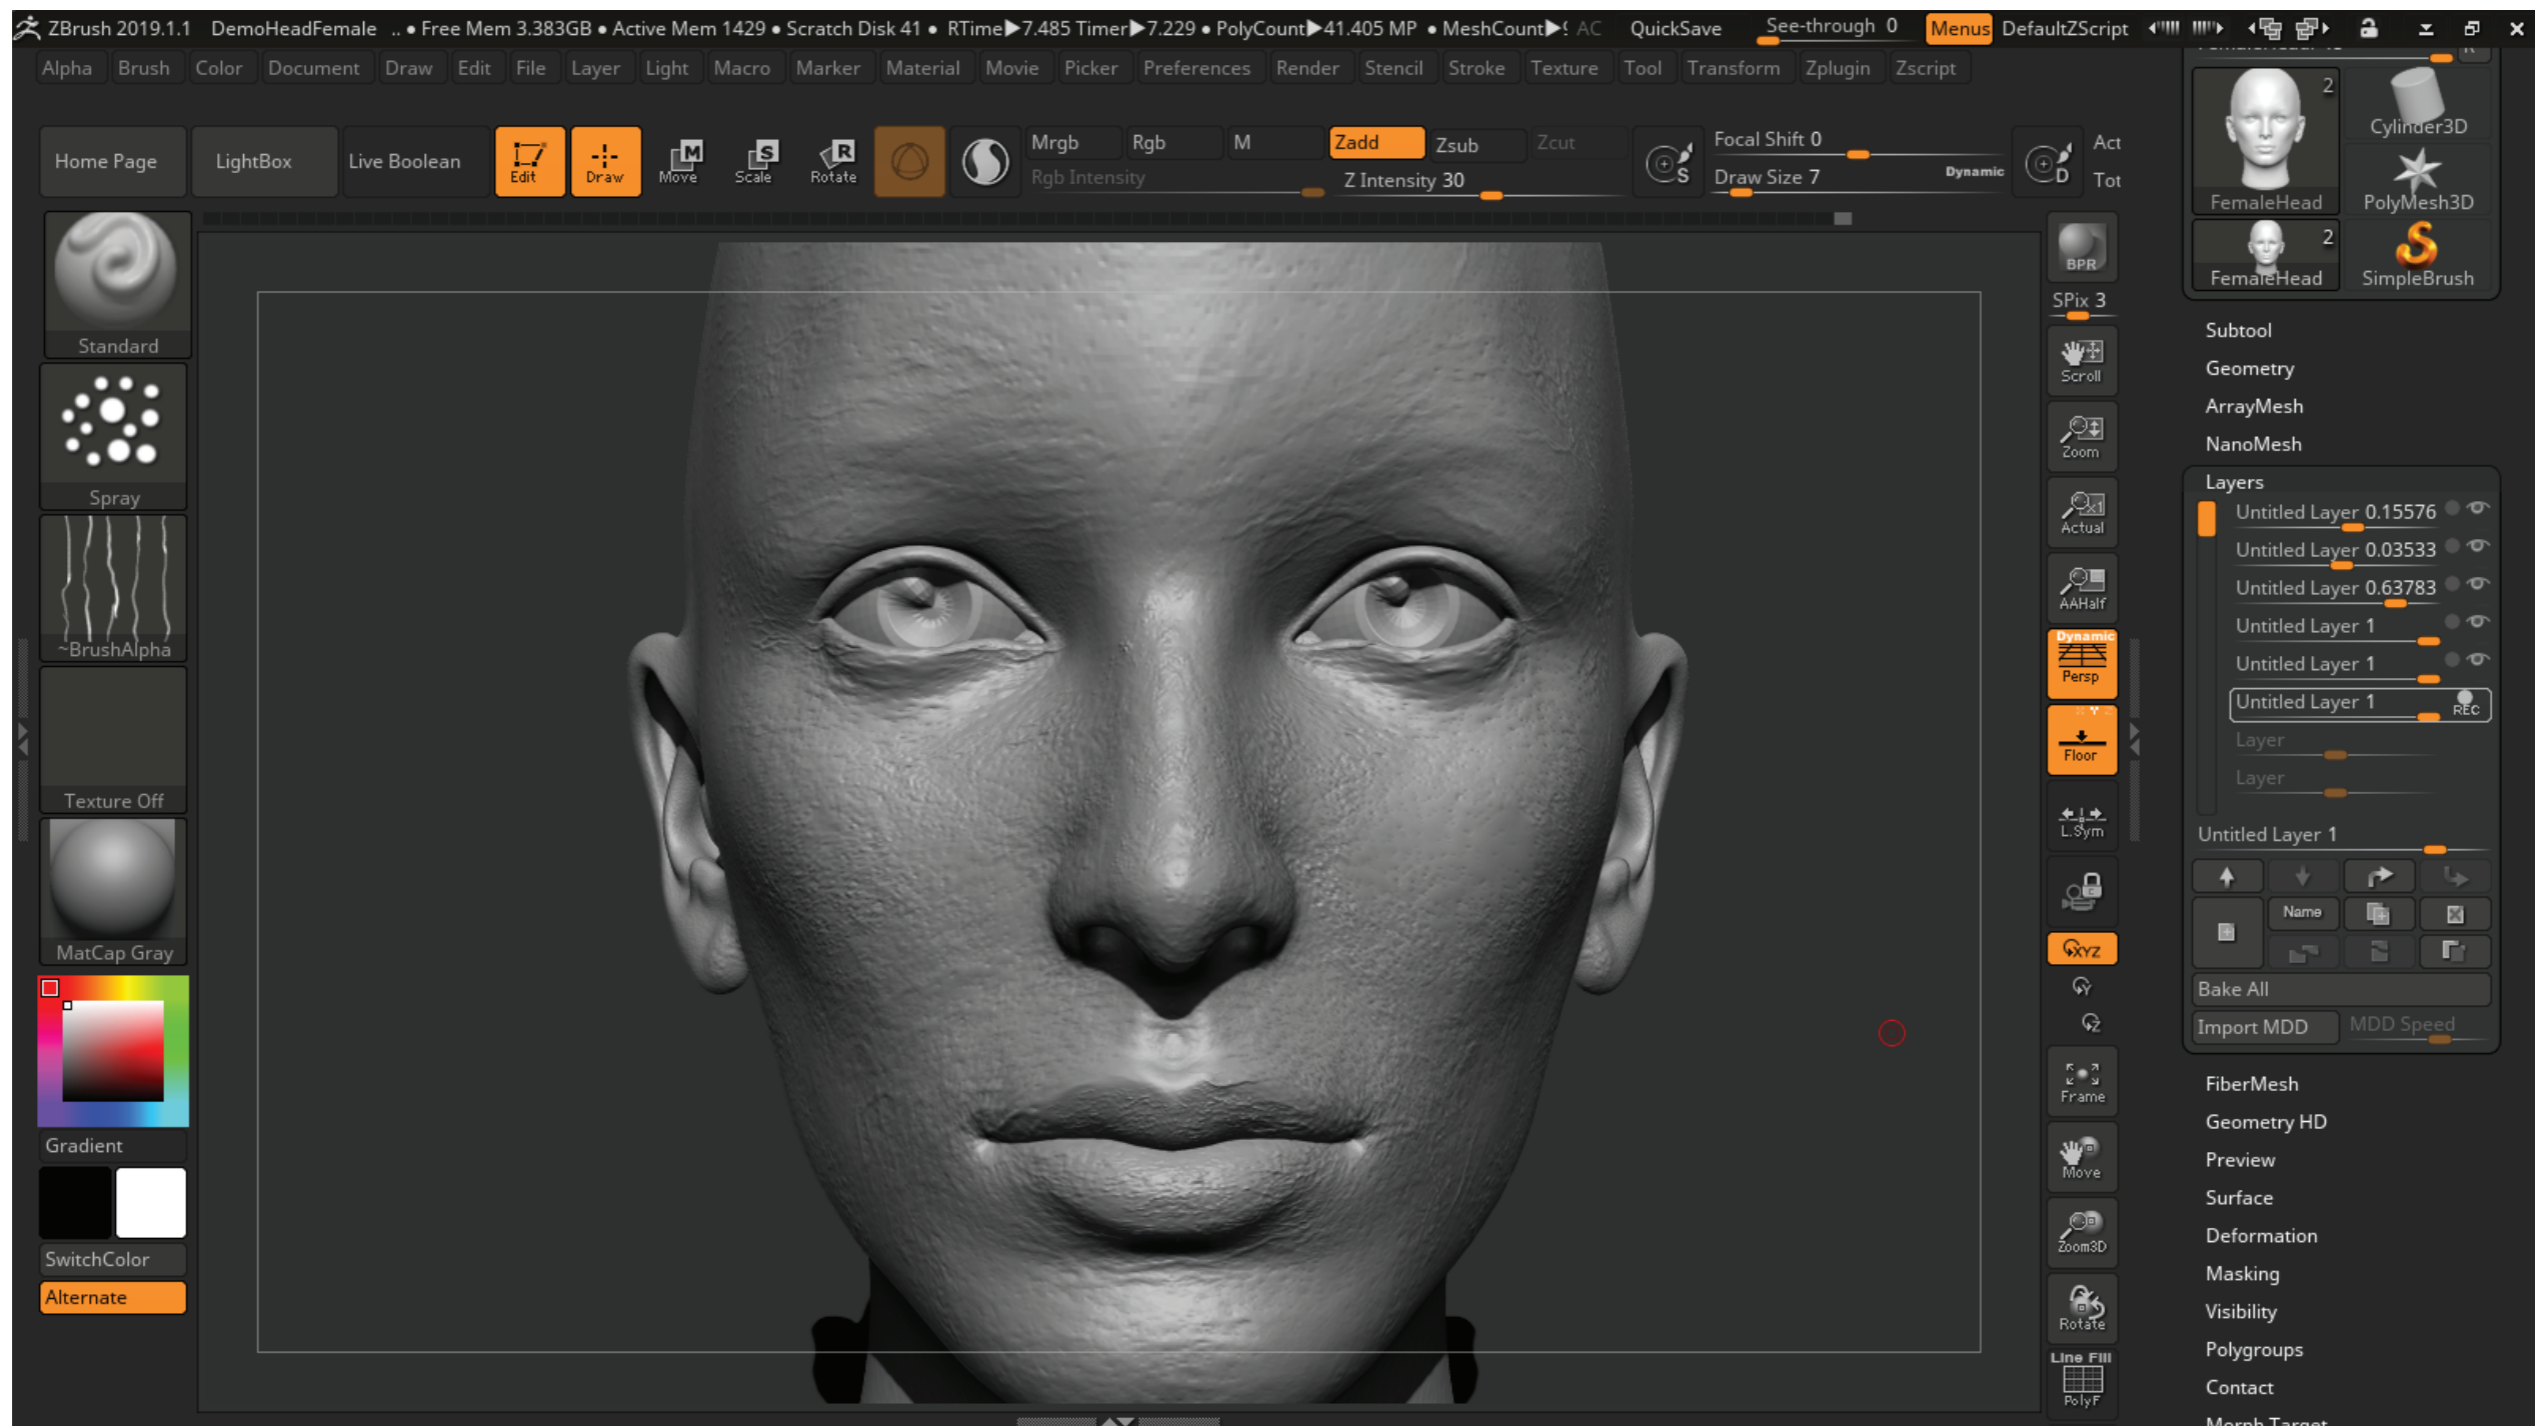 ZBrush 2019.1.1 DemoHeadFemale .. • Free Mem 3.383GB • Active Mem 1429 • Scratch Disk 41 • RTime▶7.485 Timer▶7.229 • PolyCount▶41.405 MP • MeshCount▶ AC QuickSave See-through 0 Menus DefaultZScript
Alpha Brush Color Document Draw Edit File Layer Light Macro Marker Material Movie Picker Preferences Render Stencil Stroke Texture Tool Transform Zplugin Zscript
Home Page LightBox Live Boolean Edit Draw Move Scale Rotate
M S R
Mrgb Rgb M Zadd Zsub Zcut
Rgb Intensity Z Intensity 30
S
Focal Shift 0
Draw Size 7 Dynamic
D
Act
Tot
Standard
Spray
~BrushAlpha
Texture Off
MatCap Gray
Gradient
SwitchColor
Alternate
BPR
SPix 3
Scroll
Zoom
Actual
AAHalf
Dynamic
Persp
Floor
L.Sym
XYZ
Y
Z
Frame
Move
Zoom3D
Rotate
Line Fill
PolyF
2
FemaleHead
Cylinder3D
PolyMesh3D
2
FemaleHead
SimpleBrush
Subtool
Geometry
ArrayMesh
NanoMesh
Layers
Untitled Layer 0.15576
Untitled Layer 0.03533
Untitled Layer 0.63783
Untitled Layer 1
Untitled Layer 1
Untitled Layer 1 REC
Layer
Layer
Untitled Layer 1
Name
Bake All
Import MDD MDD Speed
FiberMesh
Geometry HD
Preview
Surface
Deformation
Masking
Visibility
Polygroups
Contact
Morph Target